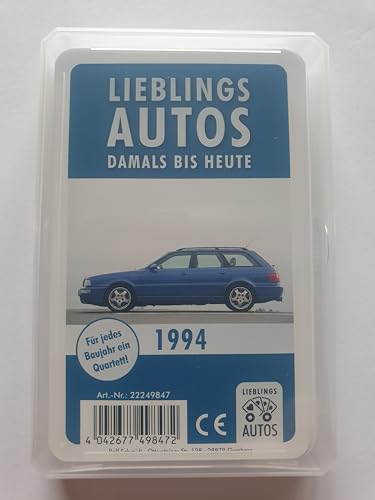 LIEBLINGS
AUTOS
DAMALS BIS HEUTE
Für jedes
Baujahr ein
Quartett!
1994
Art.-Nr.: 22249847
4 042677 498472
CE
LIEBLINGS
AUTOS